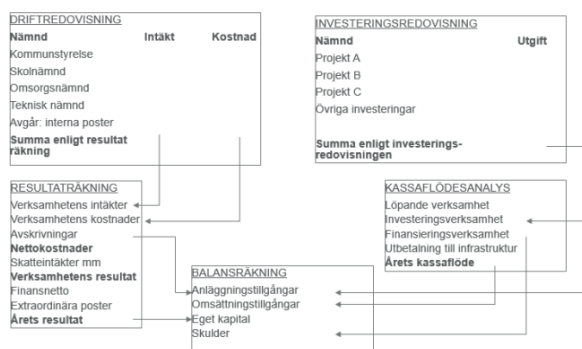 DRIFTREDOVISNING
Nämnd Intäkt Kostnad
Kommunstyrelse
Skolnämnd
Omsorgsnämnd
Teknisk nämnd
Avgår: interna poster
Summa enligt resultat
räkning
INVESTERINGSREDOVISNING
Nämnd Utgift
Projekt A
Projekt B
Projekt C
Övriga investeringar
Summa enligt investerings-
redovisningen
RESULTATRÄKNING
Verksamhetens intäkter
Verksamhetens kostnader
Avskrivningar
Nettokostnader
Skatteintäkter mm
Verksamhetens resultat
Finansnetto
Extraordinära poster
Årets resultat
KASSAFLÖDESANALYS
Löpande verksamhet
Investeringsverksamhet
Finansieringsverksamhet
Utbetalning till infrastruktur
Årets kassaflöde
BALANSRÄKNING
Anläggningstillgångar
Omsättningstillgångar
Eget kapital
Skulder